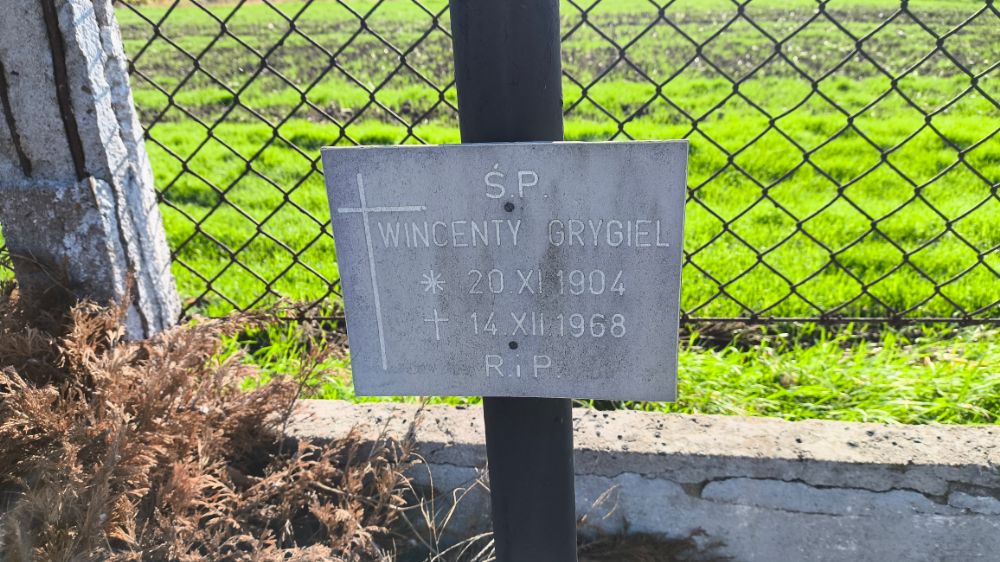 Ś.P.
WINCENTY GRYGIEL
* 20 XI 1904
† 14 XII 1968
R.i P.